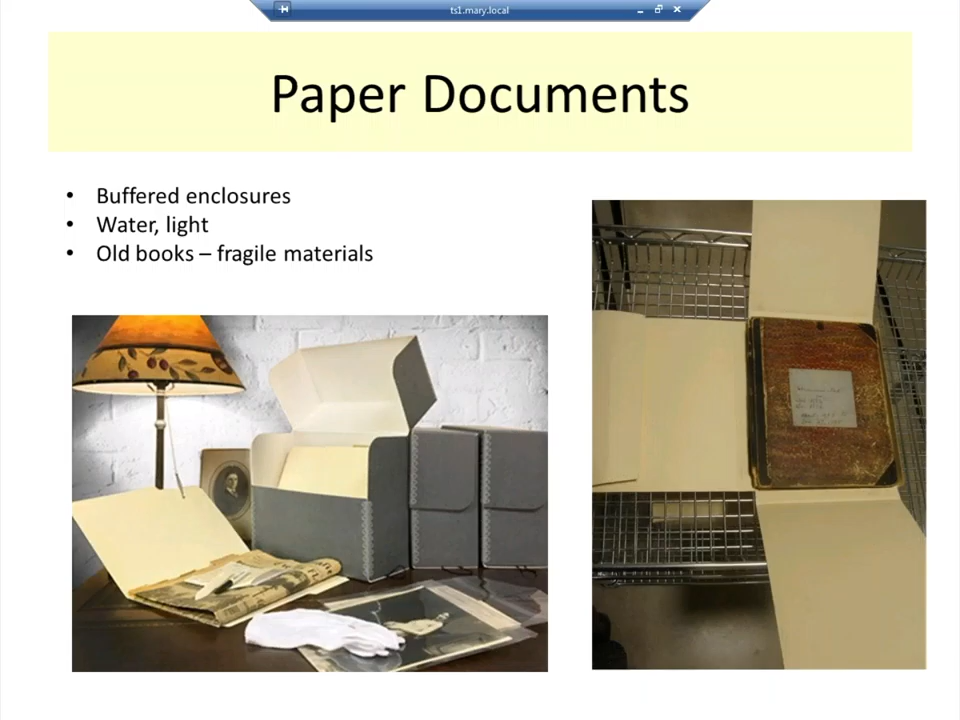 ts1.mary.local
Paper Documents
• Buffered enclosures
• Water, light
• Old books – fragile materials